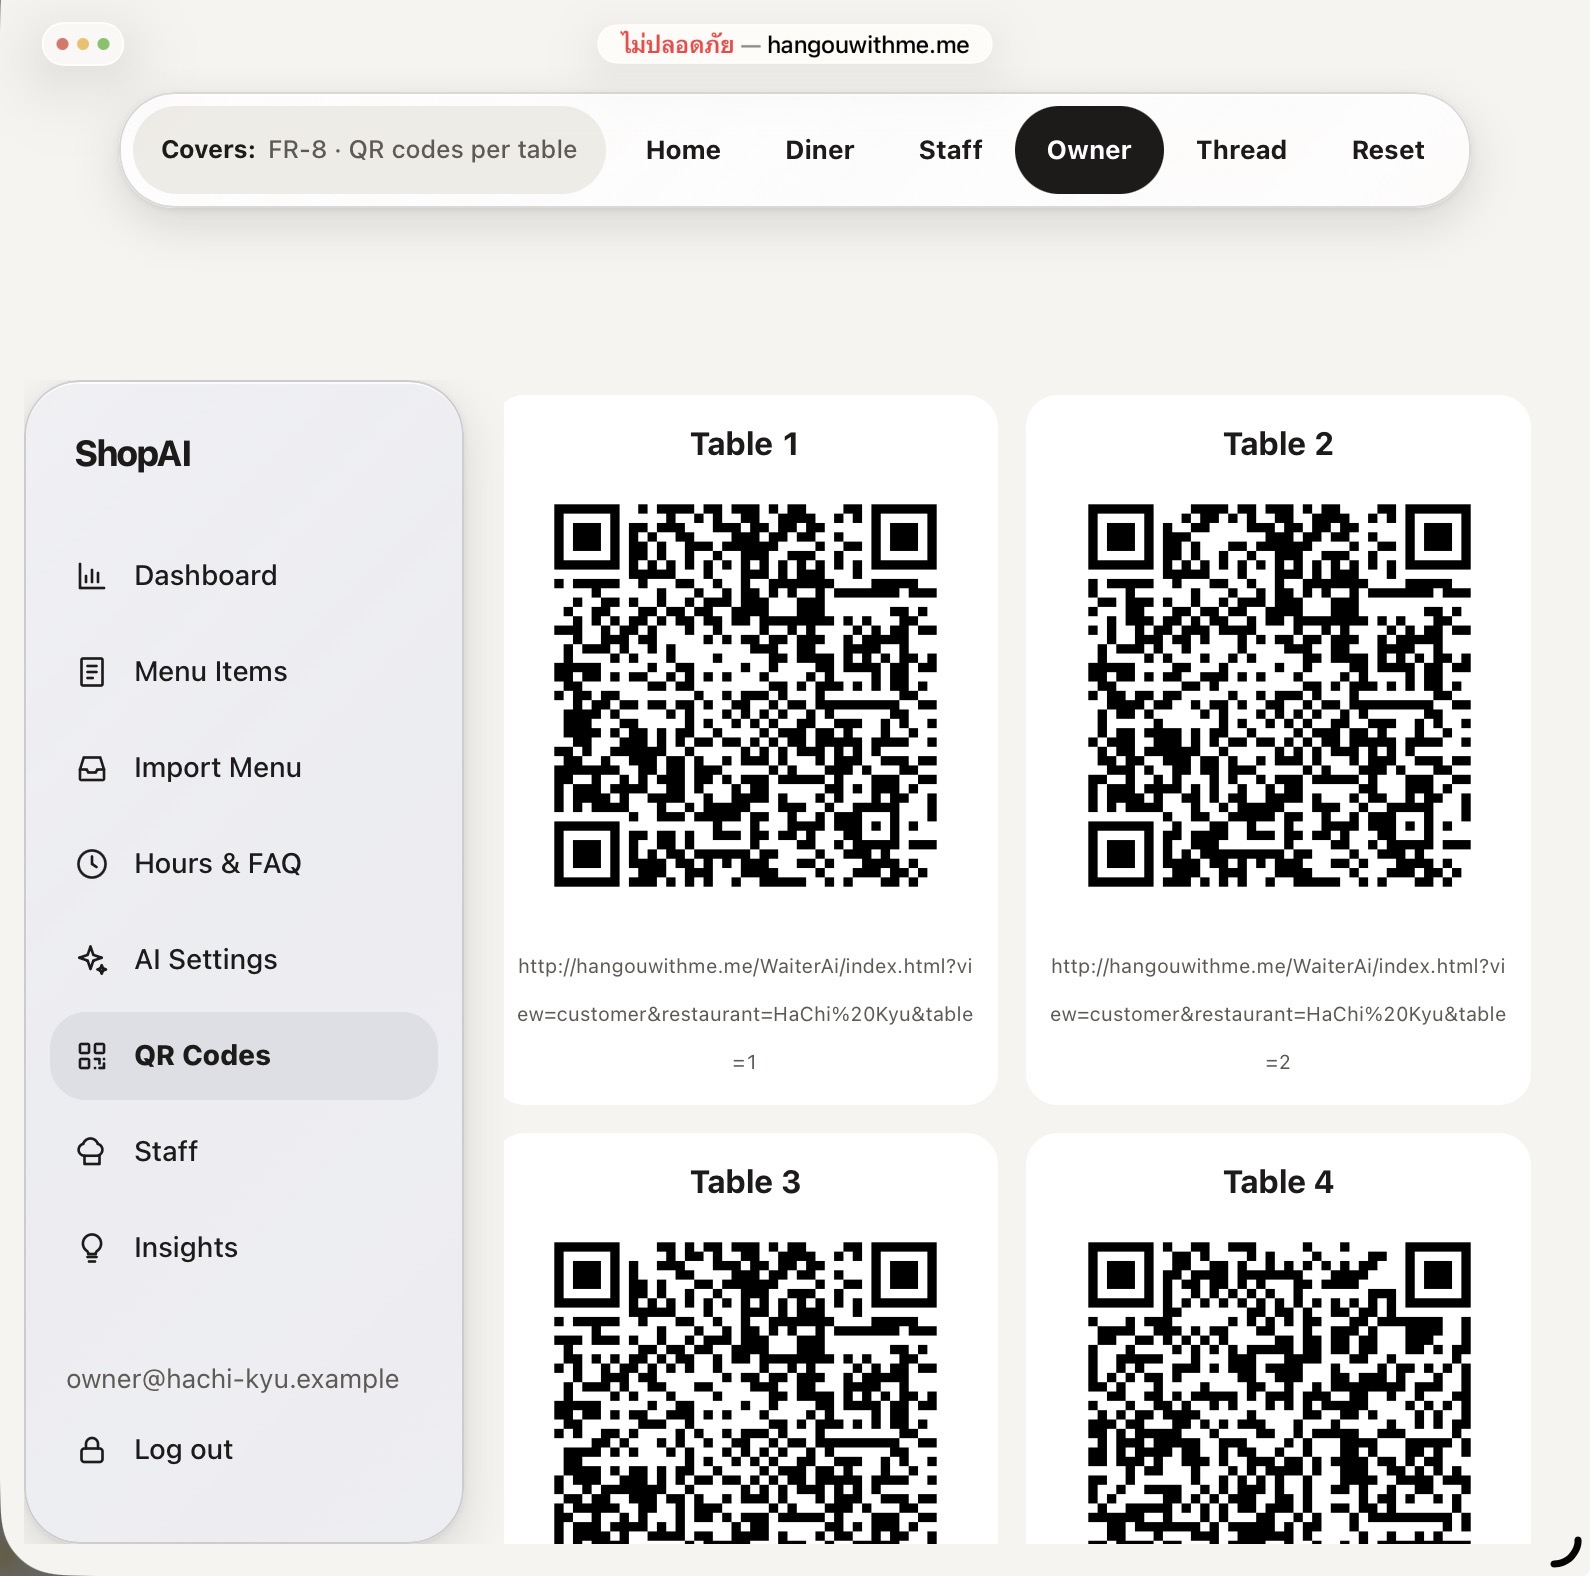 ไม่ปลอดภัย — hangouwithme.me
Covers: FR-8 · QR codes per table
Home
Diner
Staff
Owner
Thread
Reset
ShopAI
Dashboard
Menu Items
Import Menu
Hours & FAQ
AI Settings
QR Codes
Staff
Insights
owner@hachi-kyu.example
Log out
Table 1
http://hangouwithme.me/WaiterAi/index.html?vi
ew=customer&restaurant=HaChi%20Kyu&table
=1
Table 2
http://hangouwithme.me/WaiterAi/index.html?vi
ew=customer&restaurant=HaChi%20Kyu&table
=2
Table 3
Table 4